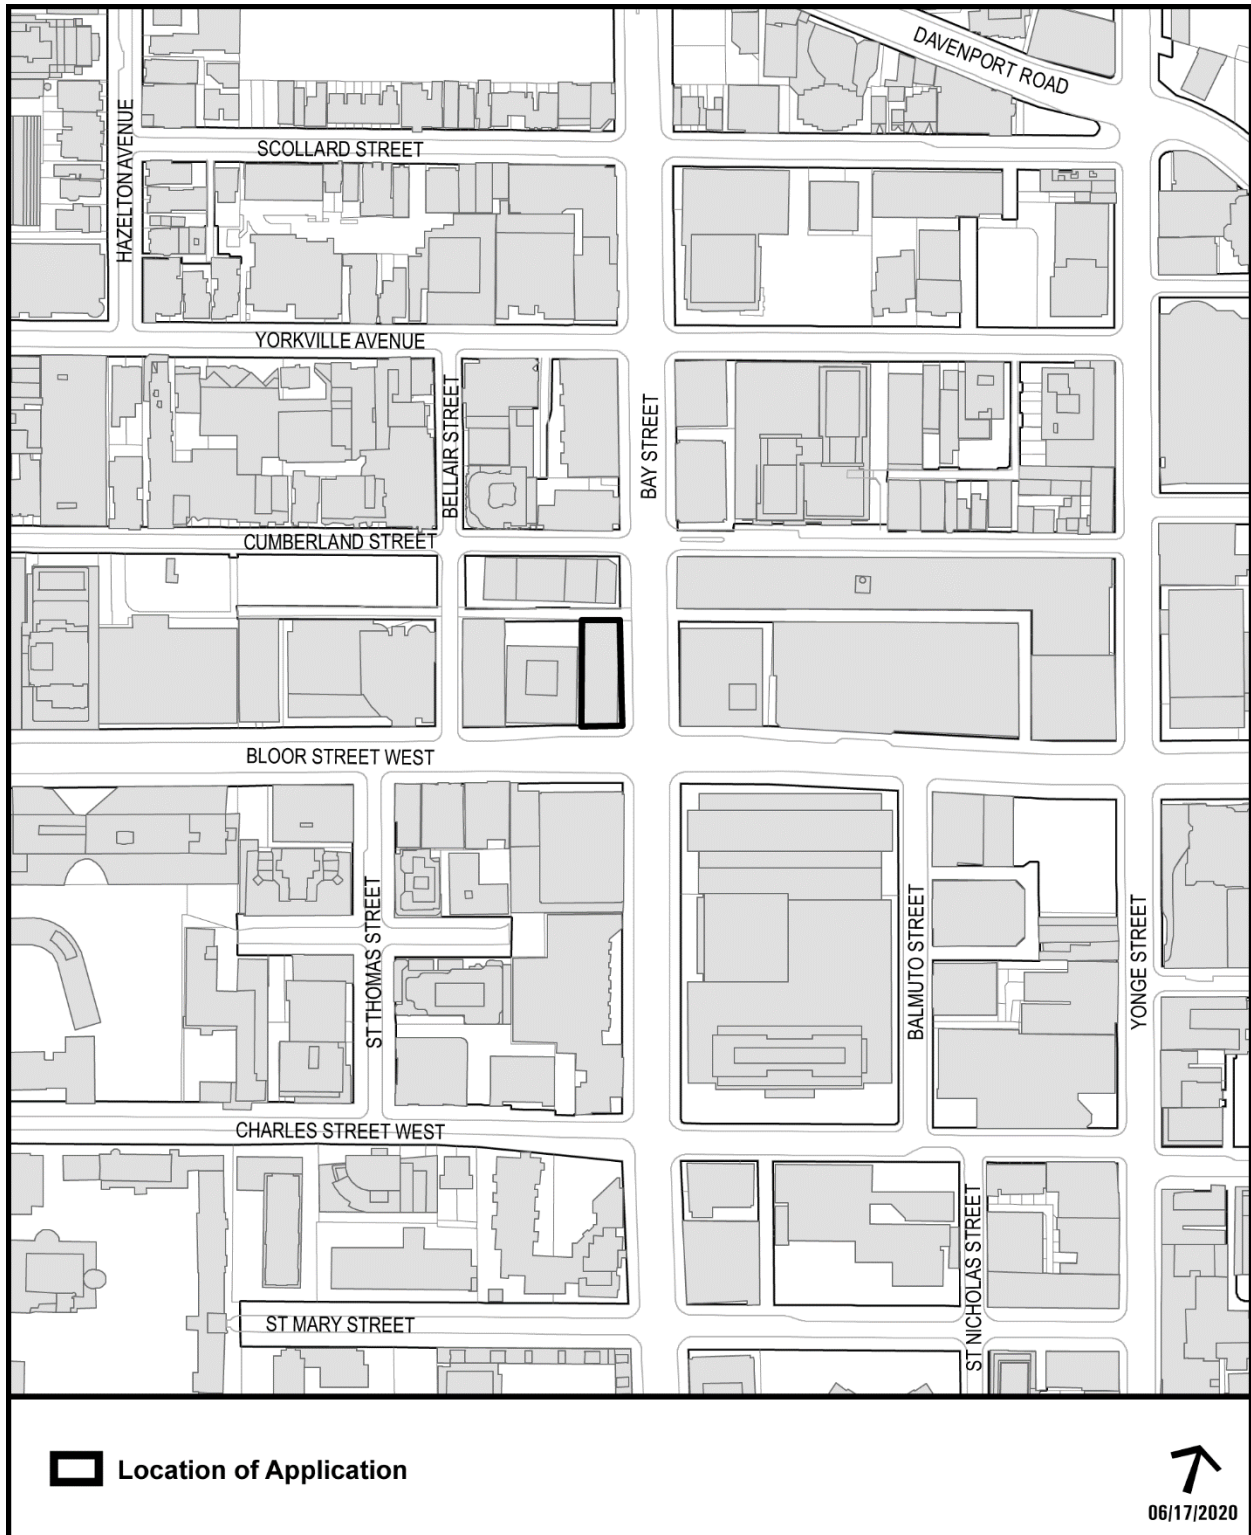 DAVENPORT ROAD
HAZELTON AVENUE
SCOLLARD STREET
YORKVILLE AVENUE
BELLAIR STREET
BAY STREET
CUMBERLAND STREET
BLOOR STREET WEST
ST THOMAS STREET
BALMUTO STREET
YONGE STREET
CHARLES STREET WEST
ST NICHOLAS STREET
ST MARY STREET
Location of Application
06/17/2020